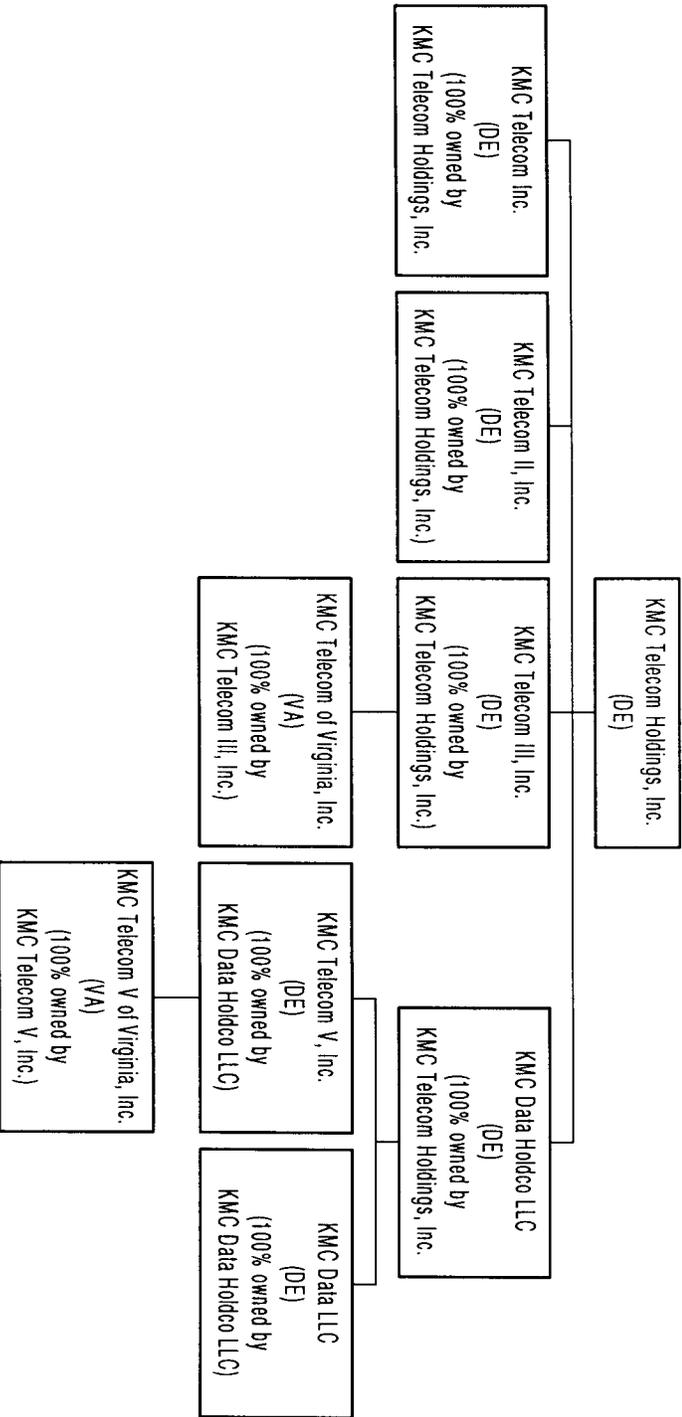 KMC Telecom Holdings, Inc.
(DE)
KMC Telecom Inc.
(DE)
(100% owned by
KMC Telecom Holdings, Inc.
KMC Telecom II, Inc.
(DE)
(100% owned by
KMC Telecom Holdings, Inc.)
KMC Telecom III, Inc.
(DE)
(100% owned by
KMC Telecom Holdings, Inc.)
KMC Data Holdco LLC
(DE)
(100% owned by
KMC Telecom Holdings, Inc.
KMC Telecom of Virginia, Inc.
(VA)
(100% owned by
KMC Telecom III, Inc.)
KMC Telecom V, Inc.
(DE)
(100% owned by
KMC Data Holdco LLC)
KMC Data LLC
(DE)
(100% owned by
KMC Data Holdco LLC)
KMC Telecom V of Virginia, Inc.
(VA)
(100% owned by
KMC Telecom V, Inc.)